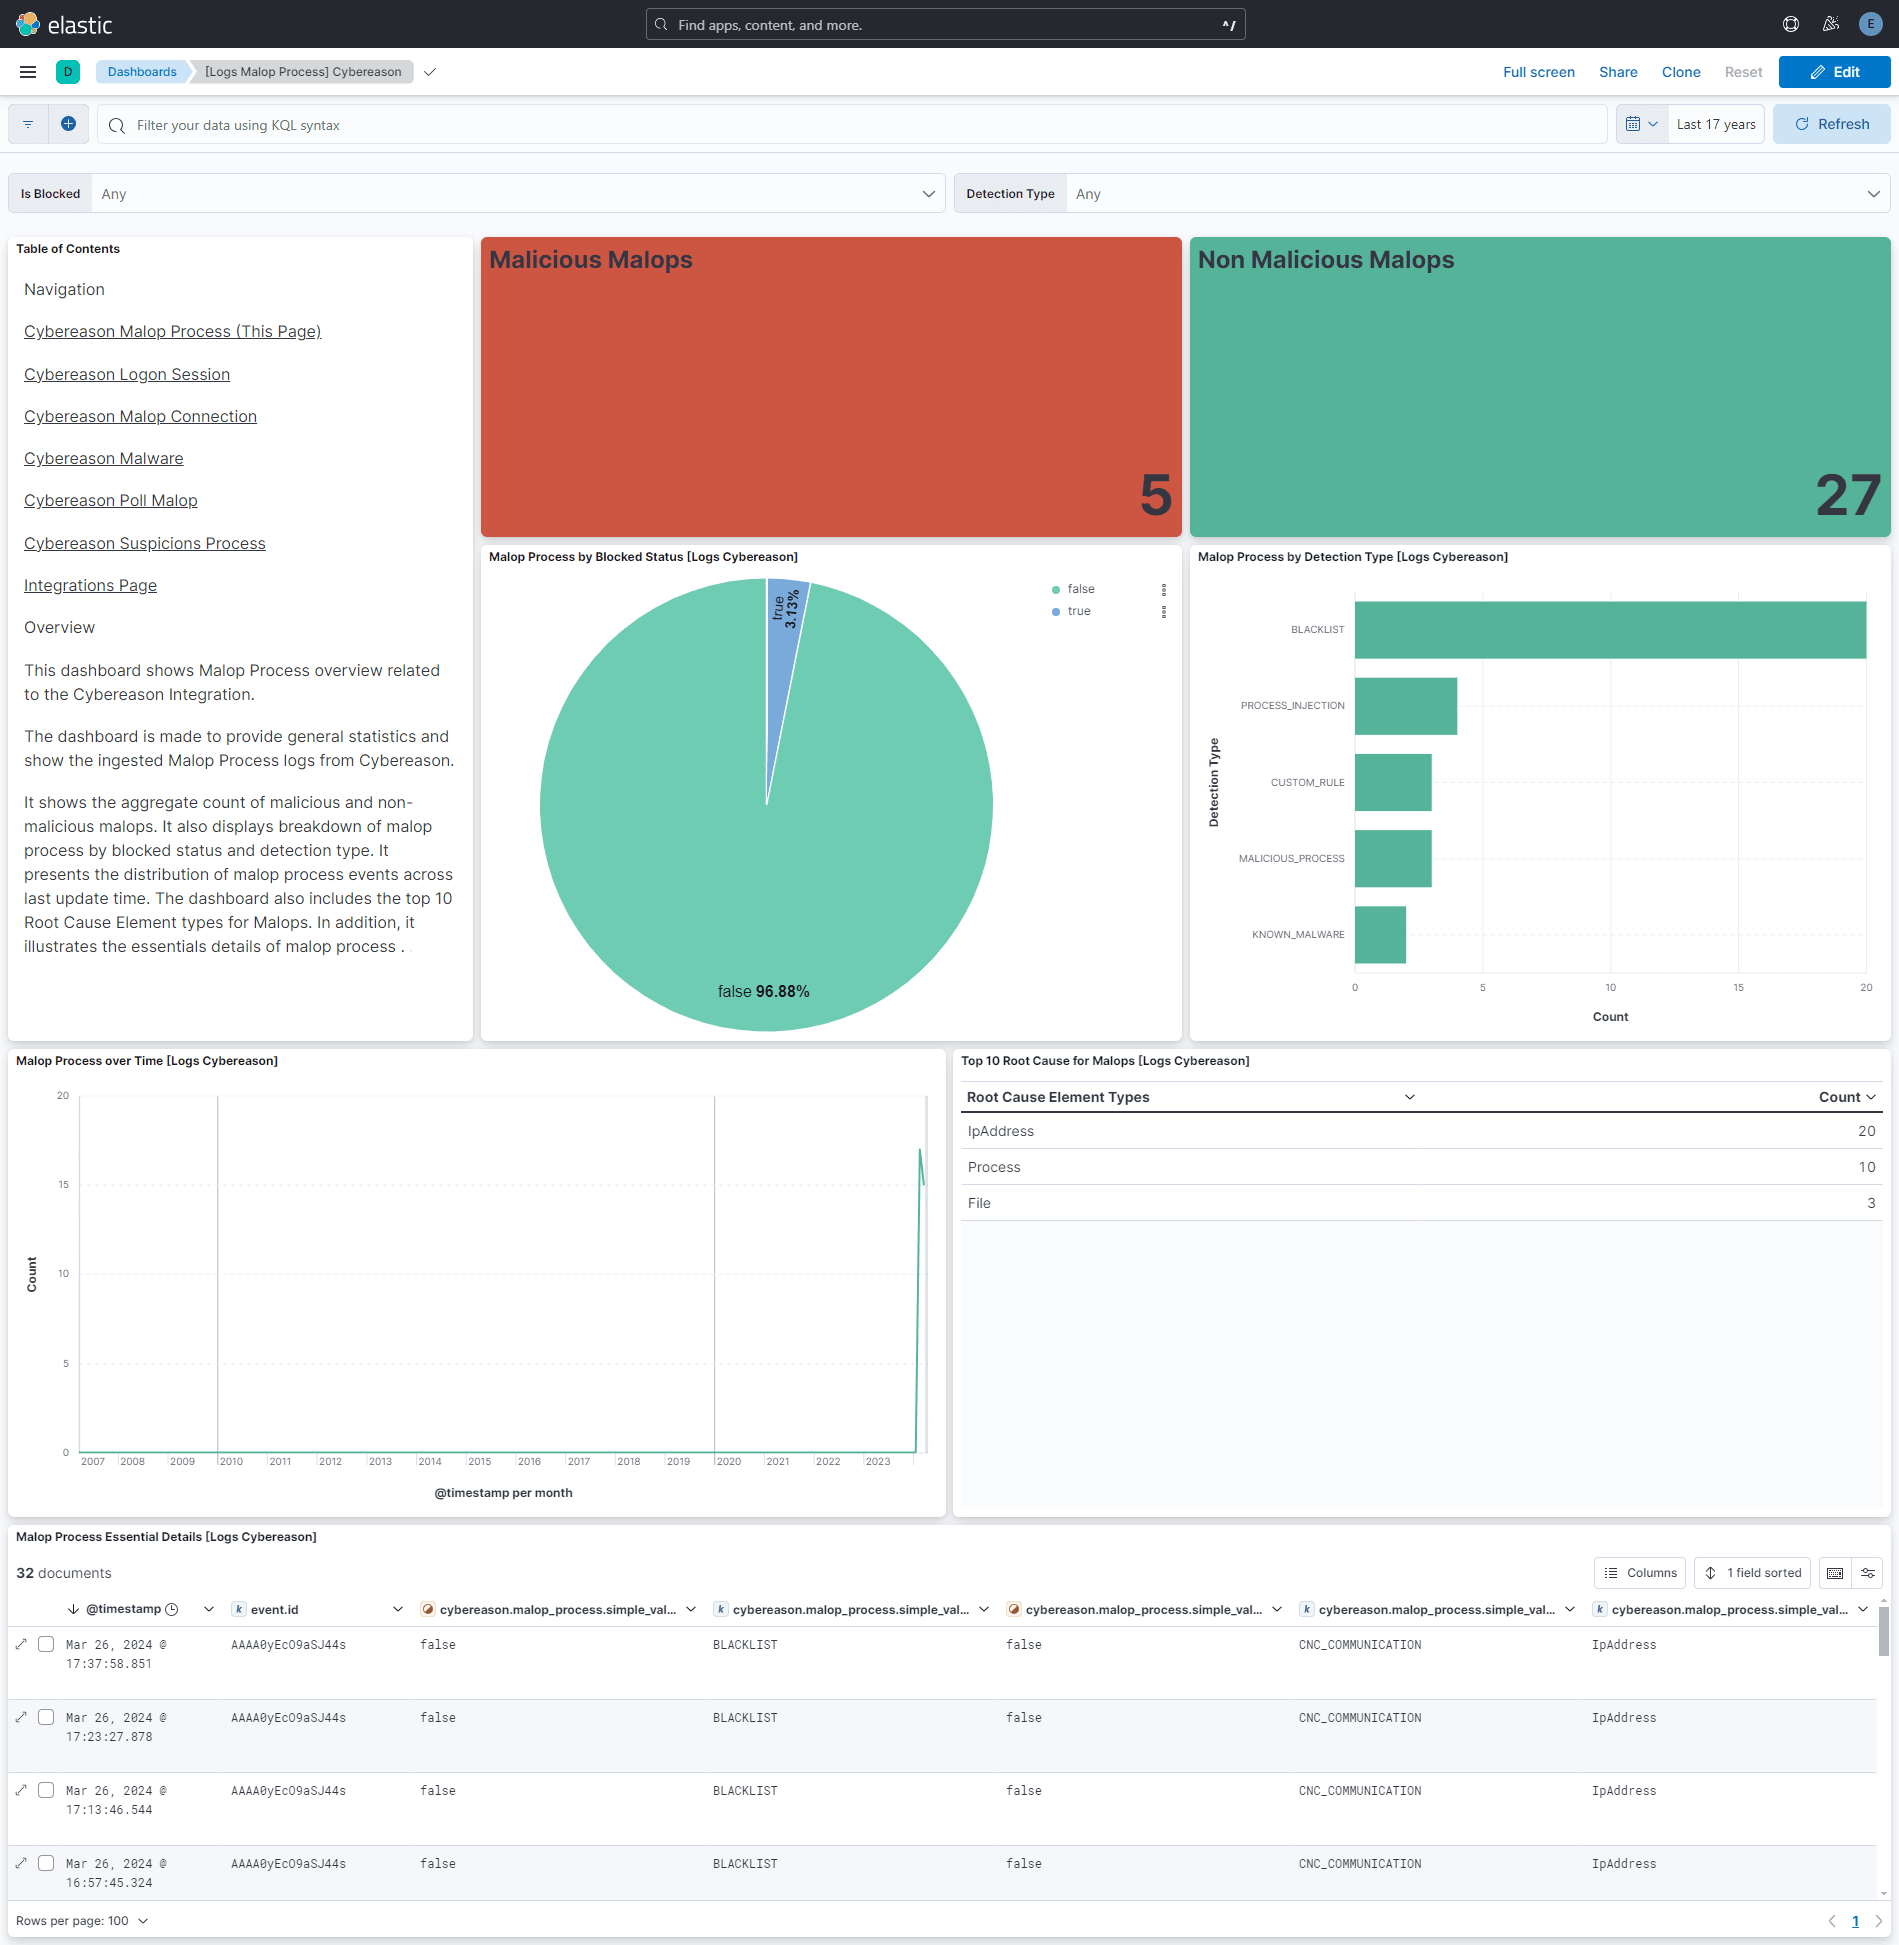 elastic
Find apps, content, and more.
^/
E
D
Dashboards
[Logs Malop Process] Cybereason
Full screen
Share
Clone
Reset
Edit
Filter your data using KQL syntax
Last 17 years
Refresh
Is Blocked
Any
Detection Type
Any
Table of Contents
Navigation
Cybereason Malop Process (This Page)
Cybereason Logon Session
Cybereason Malop Connection
Cybereason Malware
Cybereason Poll Malop
Cybereason Suspicions Process
Integrations Page
Overview
This dashboard shows Malop Process overview related
to the Cybereason Integration.
The dashboard is made to provide general statistics and
show the ingested Malop Process logs from Cybereason.
It shows the aggregate count of malicious and non-
malicious malops. It also displays breakdown of malop
process by blocked status and detection type. It
presents the distribution of malop process events across
last update time. The dashboard also includes the top 10
Root Cause Element types for Malops. In addition, it
illustrates the essentials details of malop process .
Malicious Malops
5
Non Malicious Malops
27
Malop Process by Blocked Status [Logs Cybereason]
true
3.13%
false 96.88%
false
true
Malop Process by Detection Type [Logs Cybereason]
Detection Type
BLACKLIST
PROCESS_INJECTION
CUSTOM_RULE
MALICIOUS_PROCESS
KNOWN_MALWARE
0 5 10 15 20
Count
Malop Process over Time [Logs Cybereason]
Count
20
15
10
5
0
2007 2008 2009 2010 2011 2012 2013 2014 2015 2016 2017 2018 2019 2020 2021 2022 2023
@timestamp per month
Top 10 Root Cause for Malops [Logs Cybereason]
Root Cause Element Types Count
IpAddress 20
Process 10
File 3
Malop Process Essential Details [Logs Cybereason]
32 documents
Columns
1 field sorted
@timestamp k event.id cybereason.malop_process.simple_val... k cybereason.malop_process.simple_val... cybereason.malop_process.simple_val... k cybereason.malop_process.simple_val... k cybereason.malop_process.simple_val...
Mar 26, 2024 @ AAAA0yEcO9aSJ44s false BLACKLIST false CNC_COMMUNICATION IpAddress
17:37:58.851
Mar 26, 2024 @ AAAA0yEcO9aSJ44s false BLACKLIST false CNC_COMMUNICATION IpAddress
17:23:27.878
Mar 26, 2024 @ AAAA0yEcO9aSJ44s false BLACKLIST false CNC_COMMUNICATION IpAddress
17:13:46.544
Mar 26, 2024 @ AAAA0yEcO9aSJ44s false BLACKLIST false CNC_COMMUNICATION IpAddress
16:57:45.324
Rows per page: 100
1